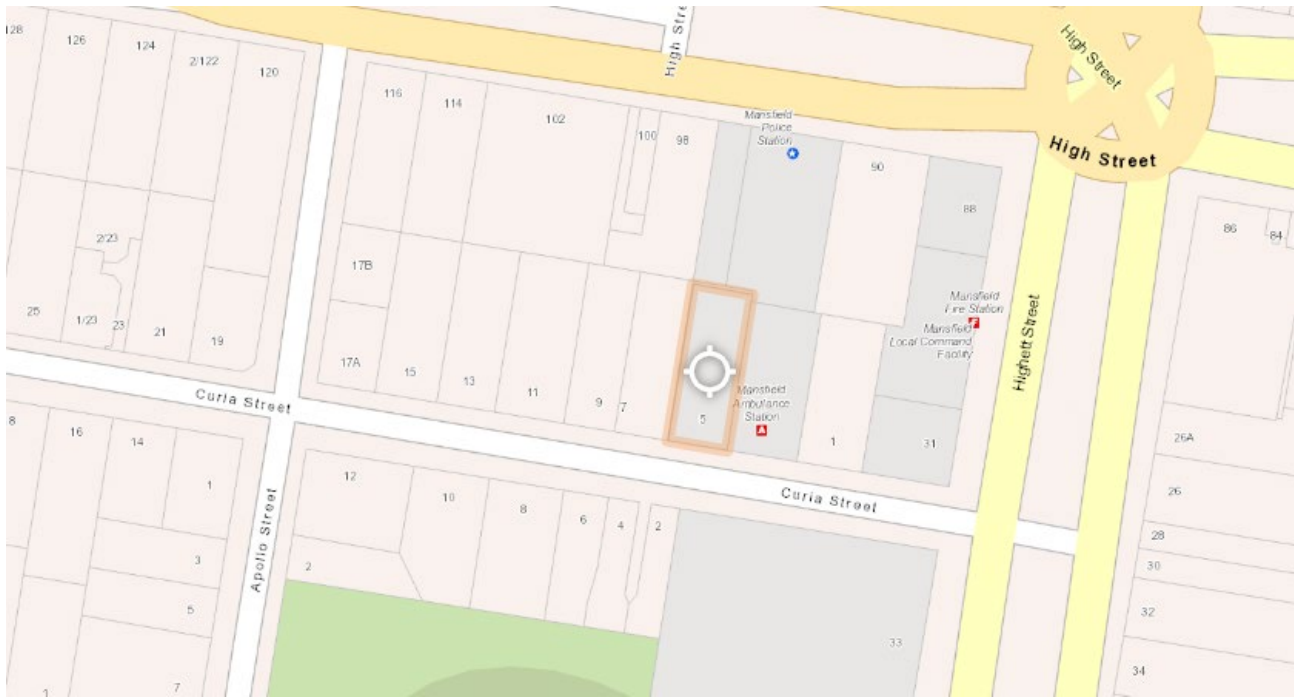 High Street
High Street
128
126
124
2/122
120
116
114
102
100
98
Mansfield
Police
Station
90
88
High Street
86
84
2/23
17B
25
1/23
23
21
19
17A
15
13
11
9
7
5
Mansfield
Ambulance
Station
A
1
Mansfield
Fire Station
F
Mansfield
Local Command
Facility
31
Highett Street
26A
26
28
30
32
34
Curia Street
Curia Street
8
16
14
1
3
5
7
1
Apollo Street
12
10
8
6
4
2
2
33